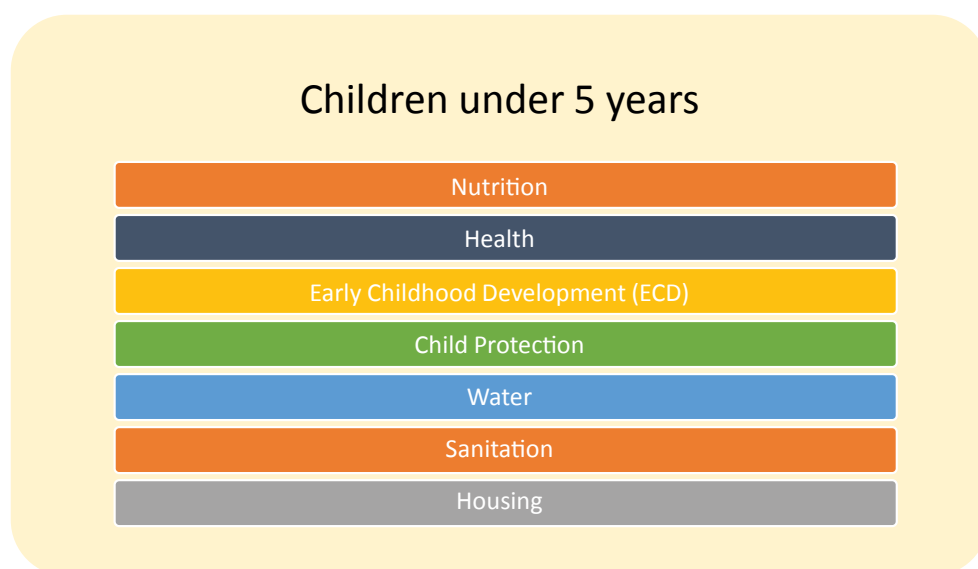 Children under 5 years
Nutrition
Health
Early Childhood Development (ECD)
Child Protection
Water
Sanitation
Housing